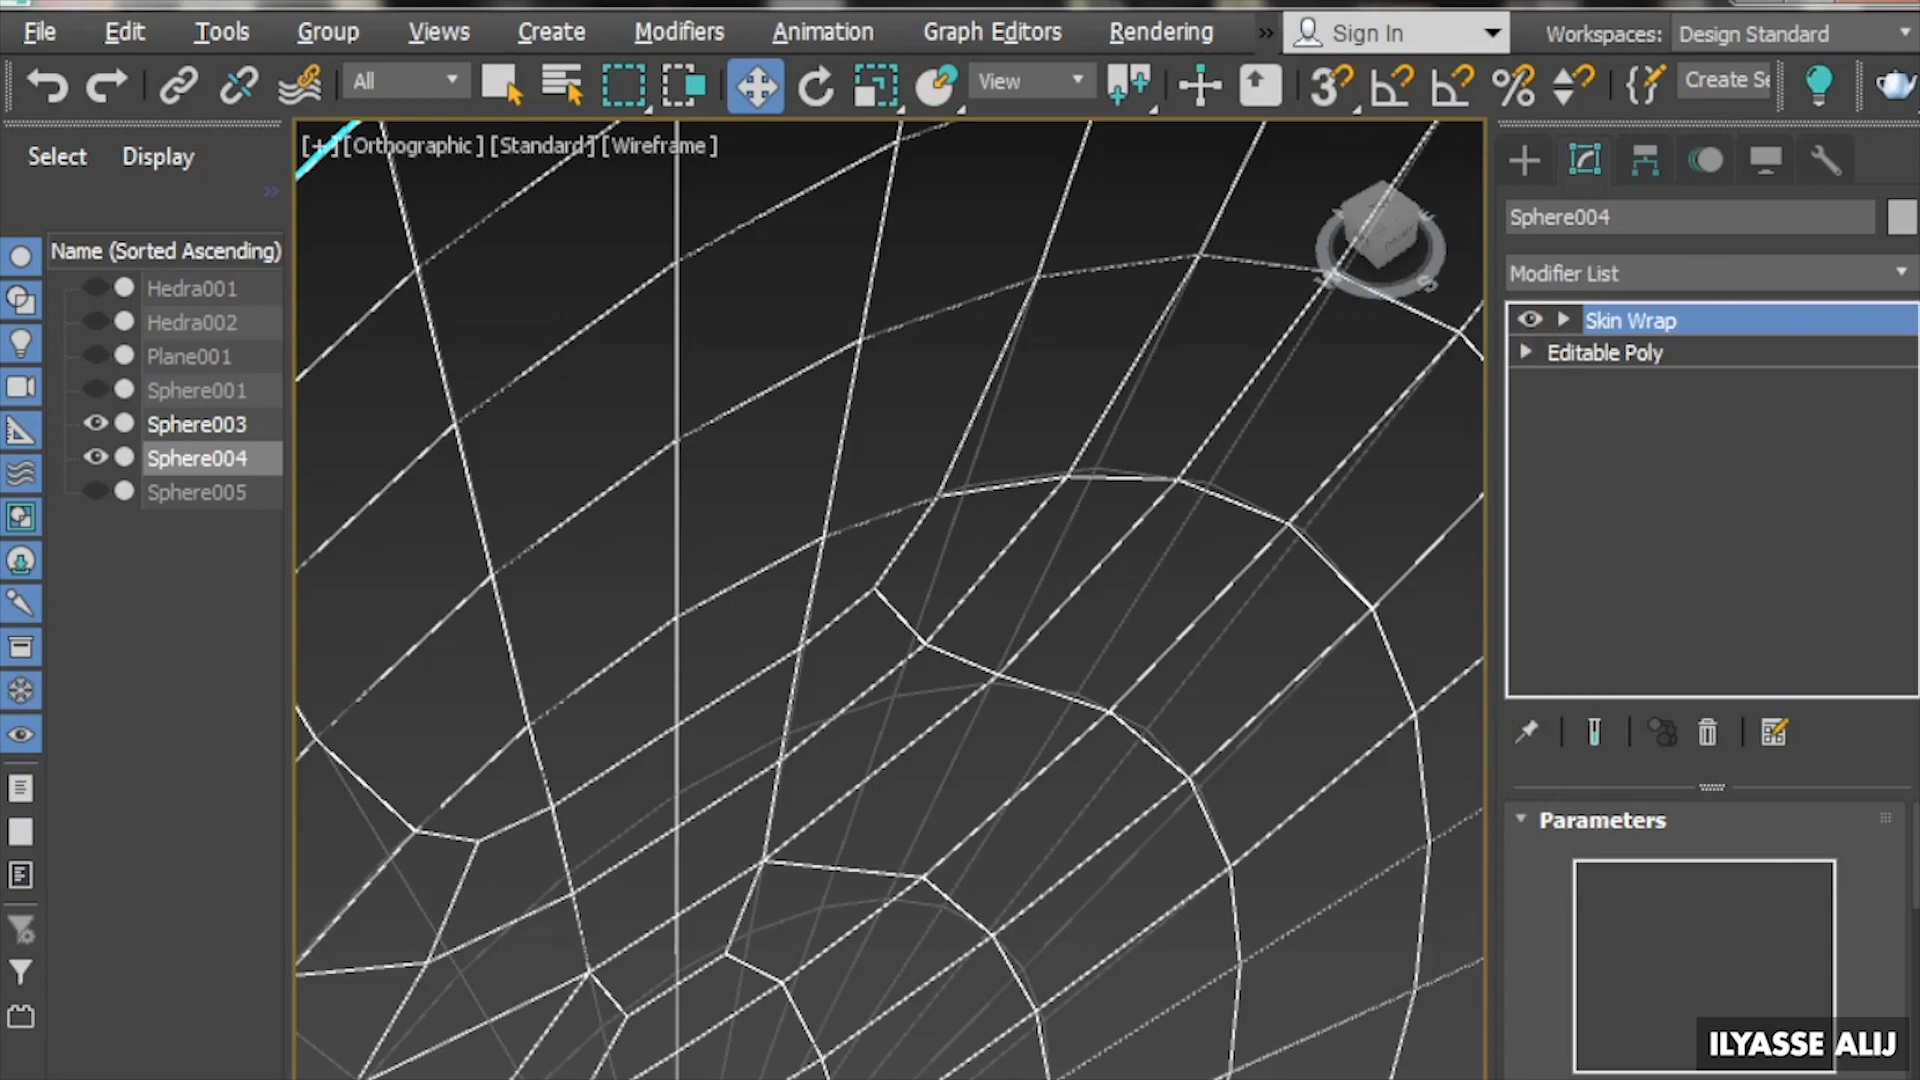 File Edit Tools Group Views Create Modifiers Animation Graph Editors Rendering » Sign In Workspaces: Design Standard
All View 3 % Create Se
Select Display
»
Name (Sorted Ascending)
Hedra001
Hedra002
Plane001
Sphere001
Sphere003
Sphere004
Sphere005
[+][Orthographic][Standard][Wireframe]
Sphere004
Modifier List
Skin Wrap
Editable Poly
Parameters
ILYASSE ALIJ